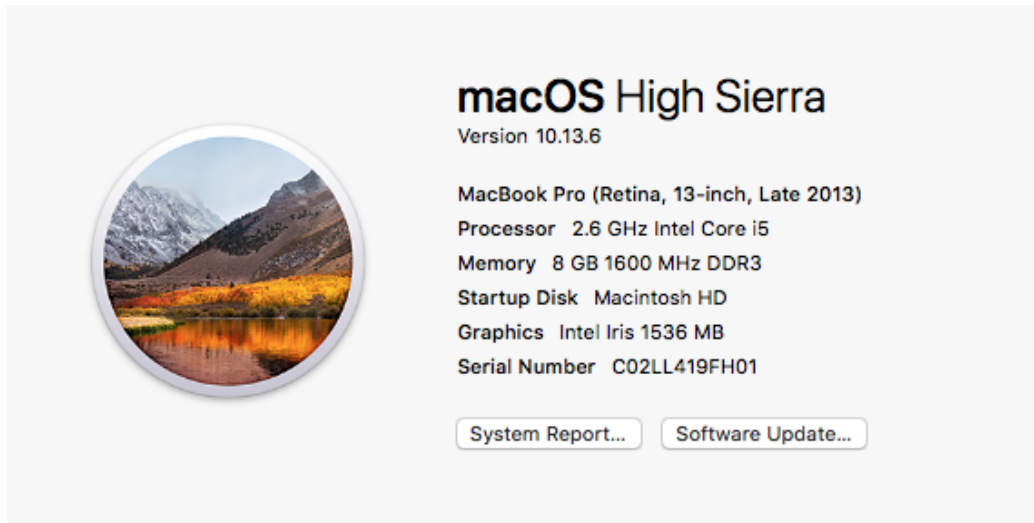 macOS High Sierra
Version 10.13.6
MacBook Pro (Retina, 13-inch, Late 2013)
Processor 2.6 GHz Intel Core i5
Memory 8 GB 1600 MHz DDR3
Startup Disk Macintosh HD
Graphics Intel Iris 1536 MB
Serial Number C02LL419FH01
System Report... Software Update...